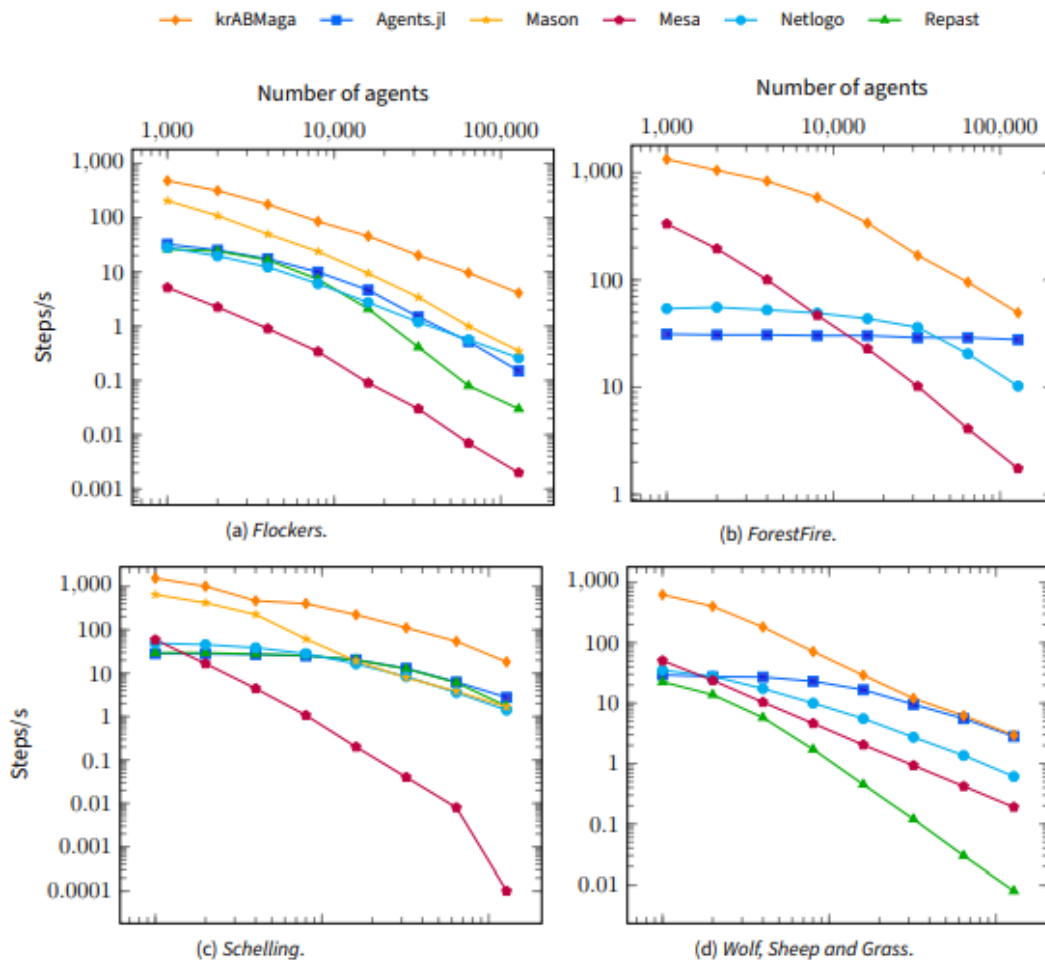 krABMaga Agents.jl Mason Mesa Netlogo Repast
Number of agents
1,000 10,000 100,000
Steps/s
1,000
100
10
1
0.1
0.01
0.001
(a) Flockers.
Number of agents
1,000 10,000 100,000
1,000
100
10
1
(b) ForestFire.
Steps/s
1,000
100
10
1
0.1
0.01
0.001
0.0001
(c) Schelling.
1,000
100
10
1
0.1
0.01
(d) Wolf, Sheep and Grass.